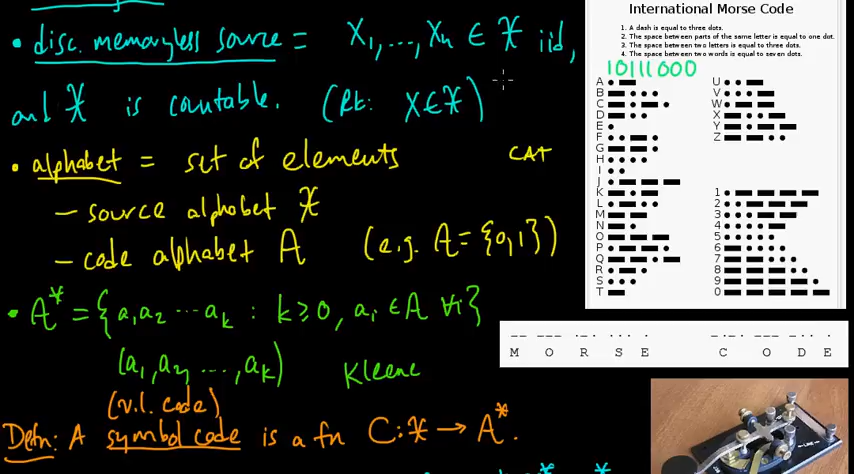 • disc. memoryless source = X₁,...,Xₙ ∈ 𝒳 iid,
and 𝒳 is countable. (Rk: X∈𝒳)
• alphabet = set of elements
CAT
– source alphabet 𝒳
– code alphabet A (e.g. A={0,1})
• A* = {a₁a₂ ⋯ aₖ : k≥0, aᵢ∈A ∀i}
(a₁,a₂,...,aₖ) Kleene
(v.l. code)
Defn: A symbol code is a fn C:𝒳→A*.
International Morse Code
1. A dash is equal to three dots.
2. The space between parts of the same letter is equal to one dot.
3. The space between two letters is equal to three dots.
4. The space between two words is equal to seven dots.
10111000
A
B
C
D
E
F
G
H
I
J
K
L
M
N
O
P
Q
R
S
T
U
V
W
X
Y
Z
1
2
3
4
5
6
7
8
9
0
M O R S E C O D E